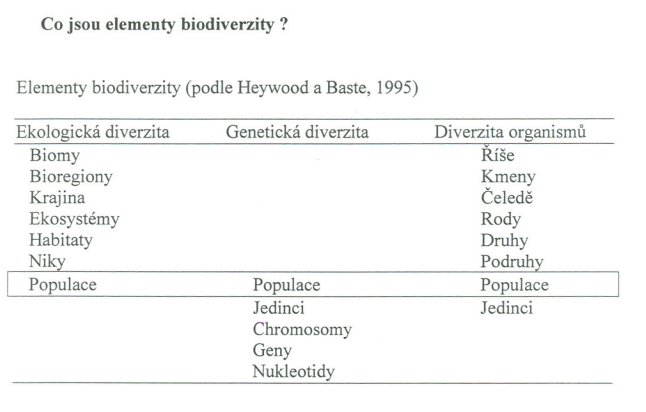 Co jsou elementy biodiverzity ?
Elementy biodiverzity (podle Heywood a Baste, 1995)
Ekologická diverzita Genetická diverzita Diverzita organismů
Biomy Říše
Bioregiony Kmeny
Krajina Čeledě
Ekosystémy Rody
Habitaty Druhy
Niky Podruhy
Populace Populace Populace
Jedinci Jedinci
Chromosomy
Geny
Nukleotidy